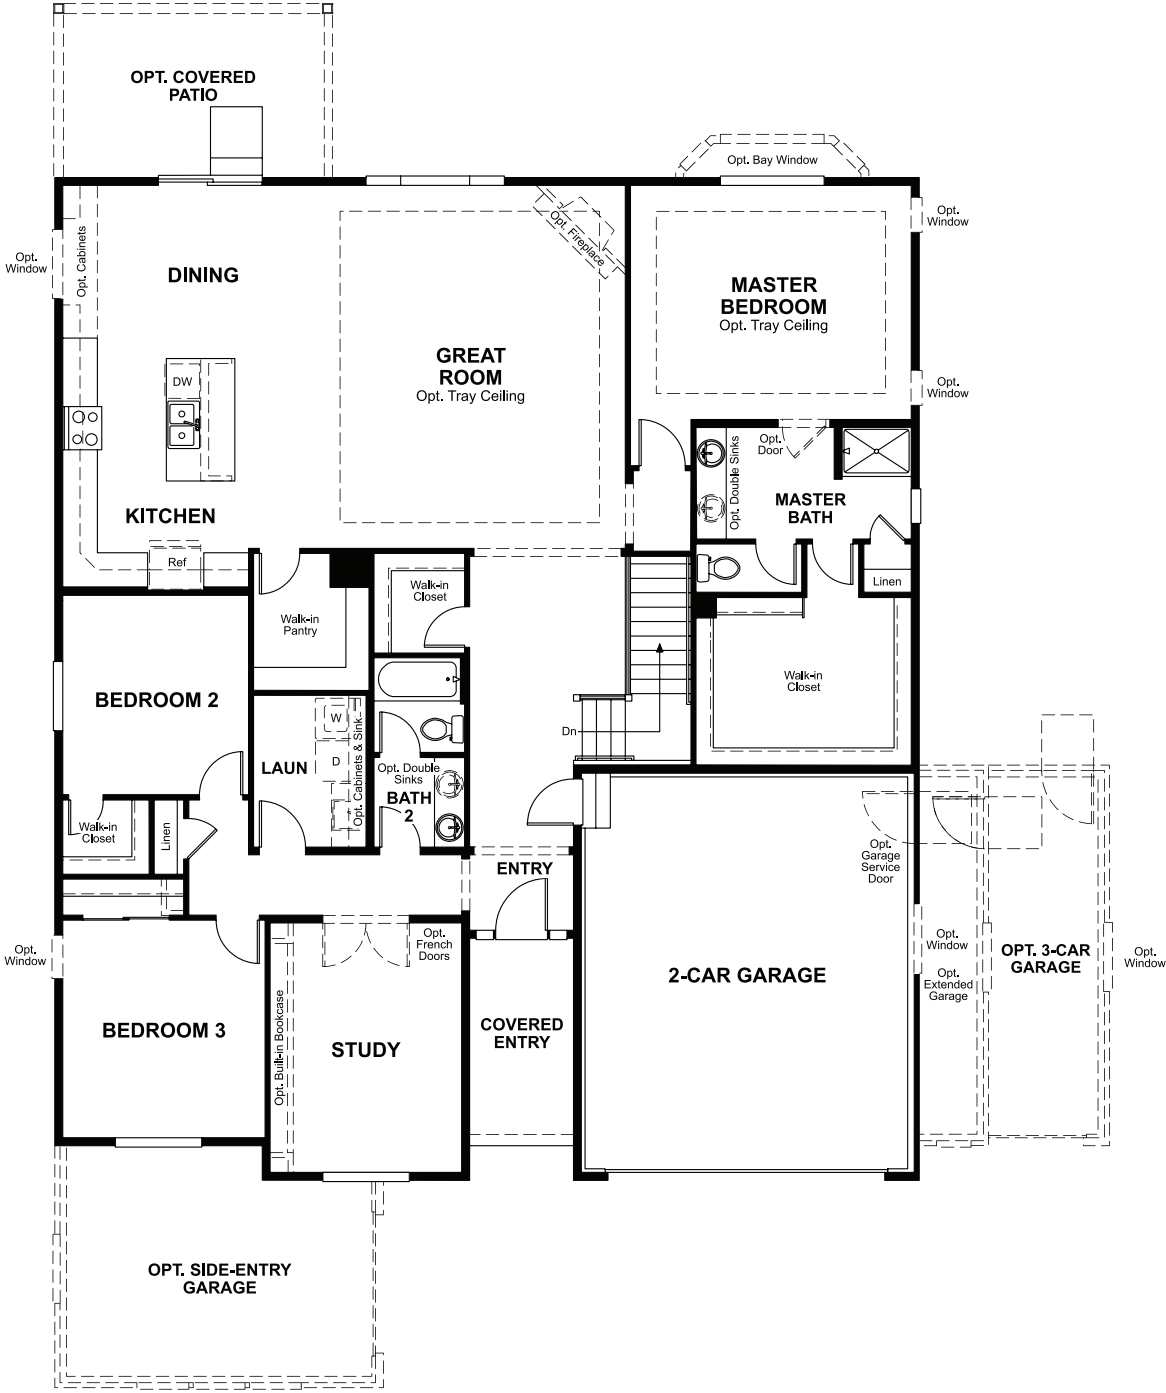 OPT. COVERED
PATIO
Opt. Bay Window
Opt.
Window
Opt.
Window
Opt. Cabinets
DINING
Opt. Fireplace
MASTER
BEDROOM
Opt. Tray Ceiling
GREAT
ROOM
Opt. Tray Ceiling
DW
Opt.
Window
Opt. Double Sinks
Opt.
Door
MASTER
BATH
KITCHEN
Ref
Walk-in
Closet
Linen
Walk-in
Pantry
Walk-in
Closet
BEDROOM 2
W
D
Opt. Cabinets & Sink
LAUN
Dn
Opt. Double
Sinks
BATH
2
Walk-in
Closet
Linen
ENTRY
Opt.
Garage
Service
Door
Opt.
Window
Opt.
French
Doors
Opt.
Window
Opt.
Extended
Garage
OPT. 3-CAR
GARAGE
Opt.
Window
2-CAR GARAGE
BEDROOM 3
Opt. Built-in Bookcase
STUDY
COVERED
ENTRY
OPT. SIDE-ENTRY
GARAGE